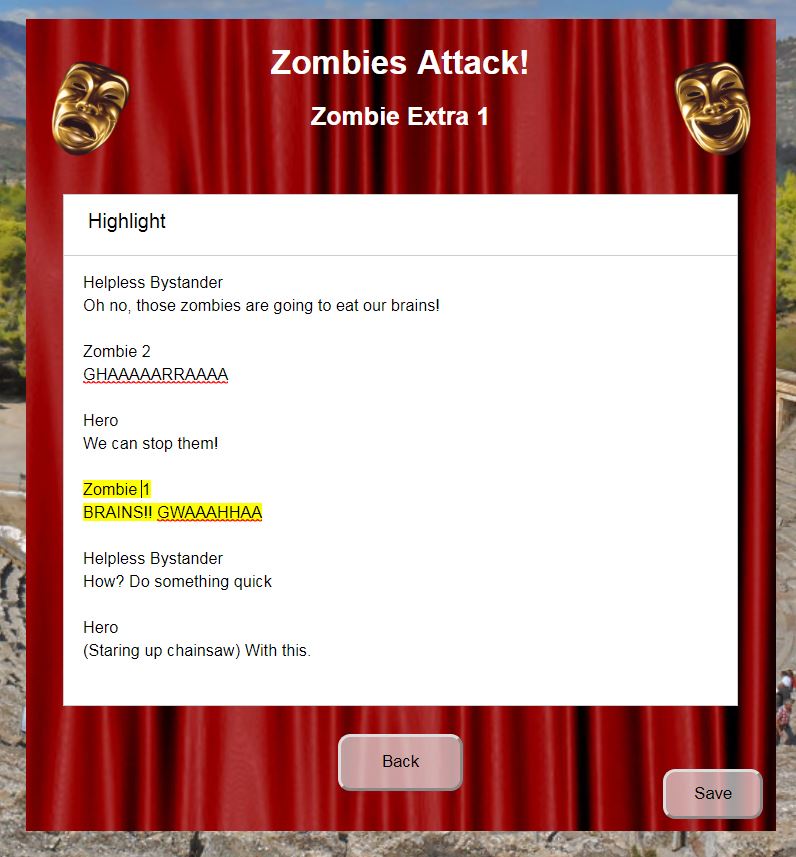 Zombies Attack!
Zombie Extra 1
Highlight
Helpless Bystander
Oh no, those zombies are going to eat our brains!
Zombie 2
GHAAAAARRAAAA
Hero
We can stop them!
Zombie 1
BRAINS!! GWAAAHHAA
Helpless Bystander
How? Do something quick
Hero
(Staring up chainsaw) With this.
Back
Save